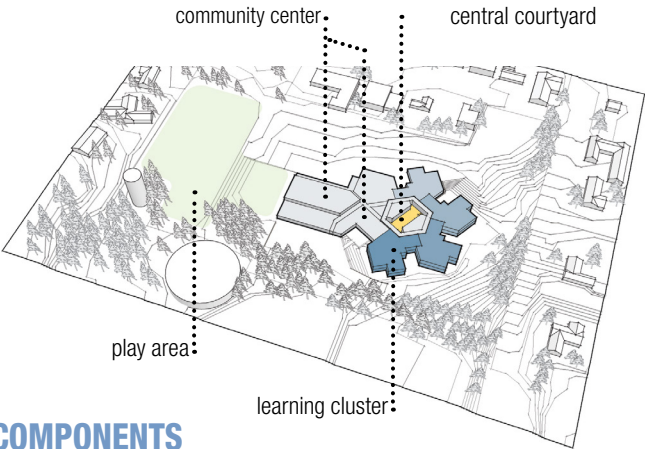 community center
central courtyard
play area
learning cluster
COMPONENTS